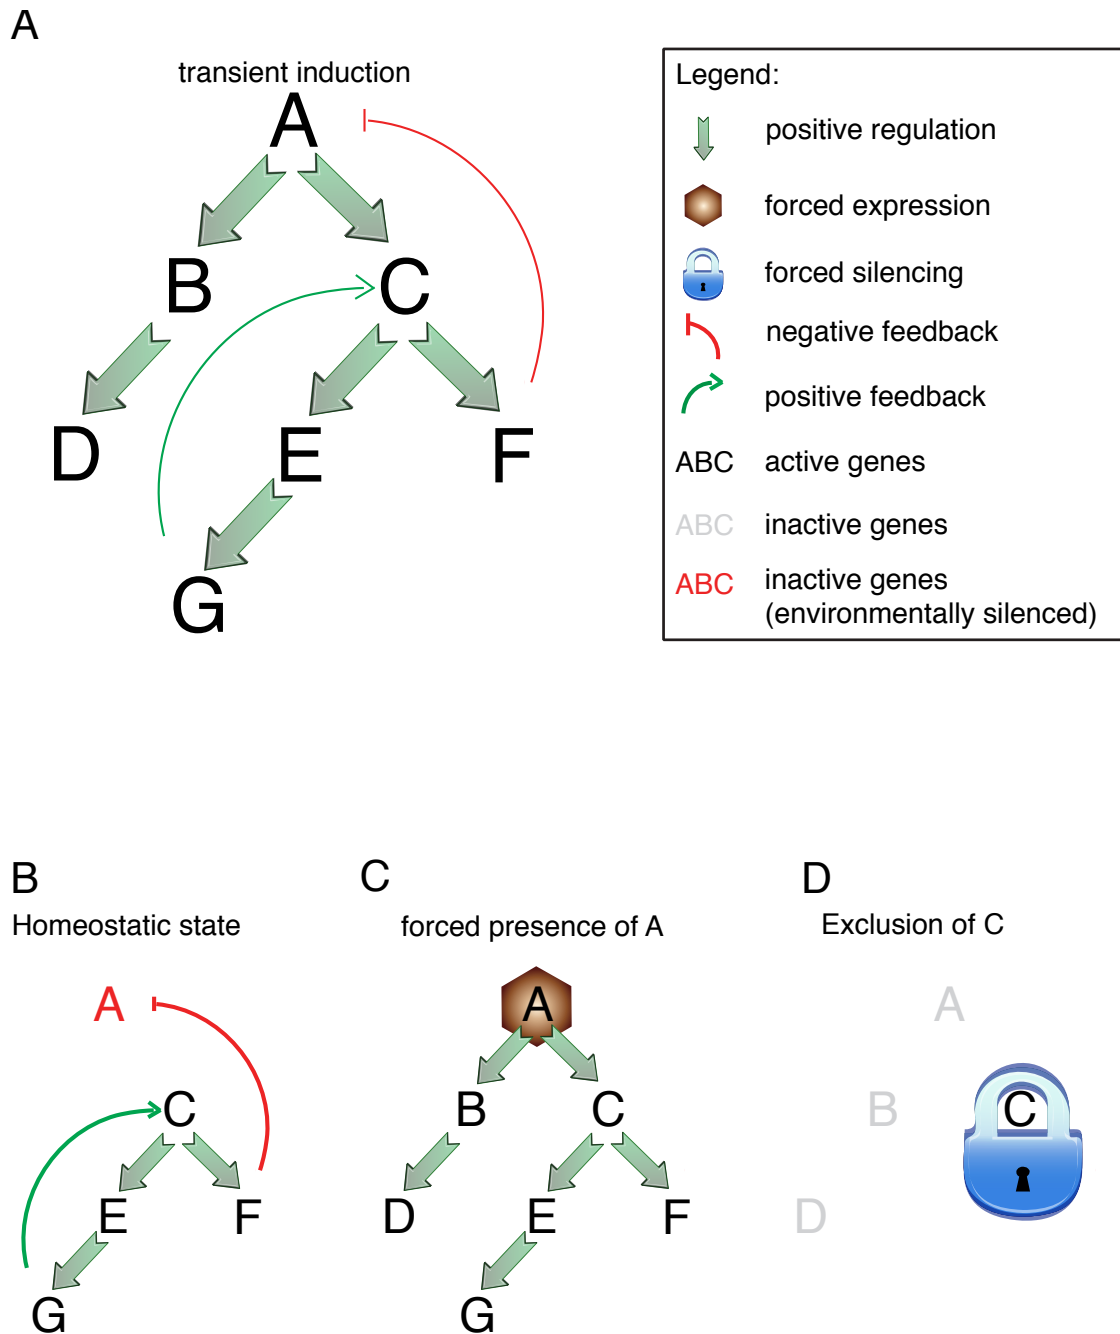 A
transient induction
A
B
C
D
E
F
G
Legend:
positive regulation
forced expression
forced silencing
negative feedback
positive feedback
ABC active genes
ABC inactive genes
ABC inactive genes
(environmentally silenced)
B
Homeostatic state
A
C
E
F
G
C
forced presence of A
A
B
C
D
E
F
G
D
Exclusion of C
A
B
C
D